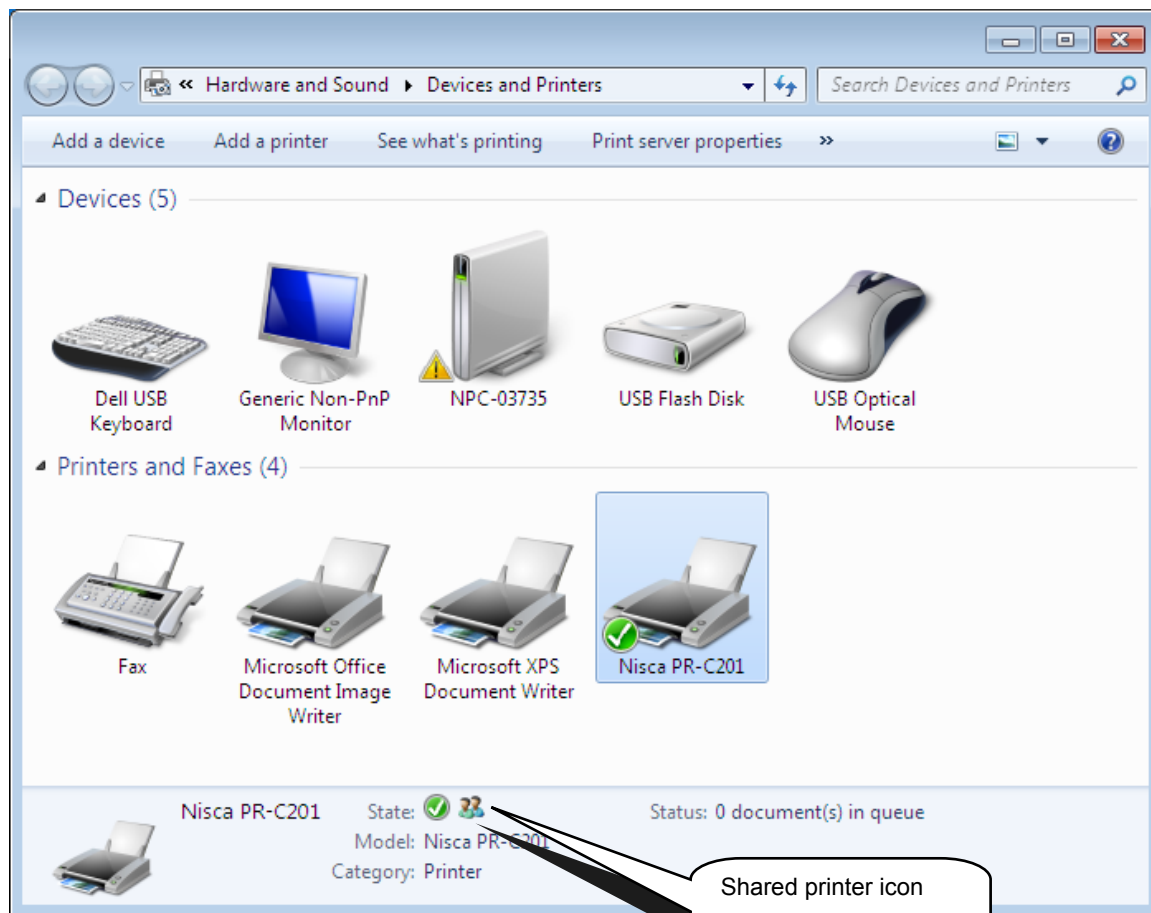 « Hardware and Sound ▸ Devices and Printers
Search Devices and Printers
Add a device Add a printer See what's printing Print server properties »
Devices (5)
Dell USB Keyboard
Generic Non-PnP Monitor
NPC-03735
USB Flash Disk
USB Optical Mouse
Printers and Faxes (4)
Fax
Microsoft Office Document Image Writer
Microsoft XPS Document Writer
Nisca PR-C201
Nisca PR-C201 State: Status: 0 document(s) in queue
Model: Nisca PR-C201
Category: Printer
Shared printer icon